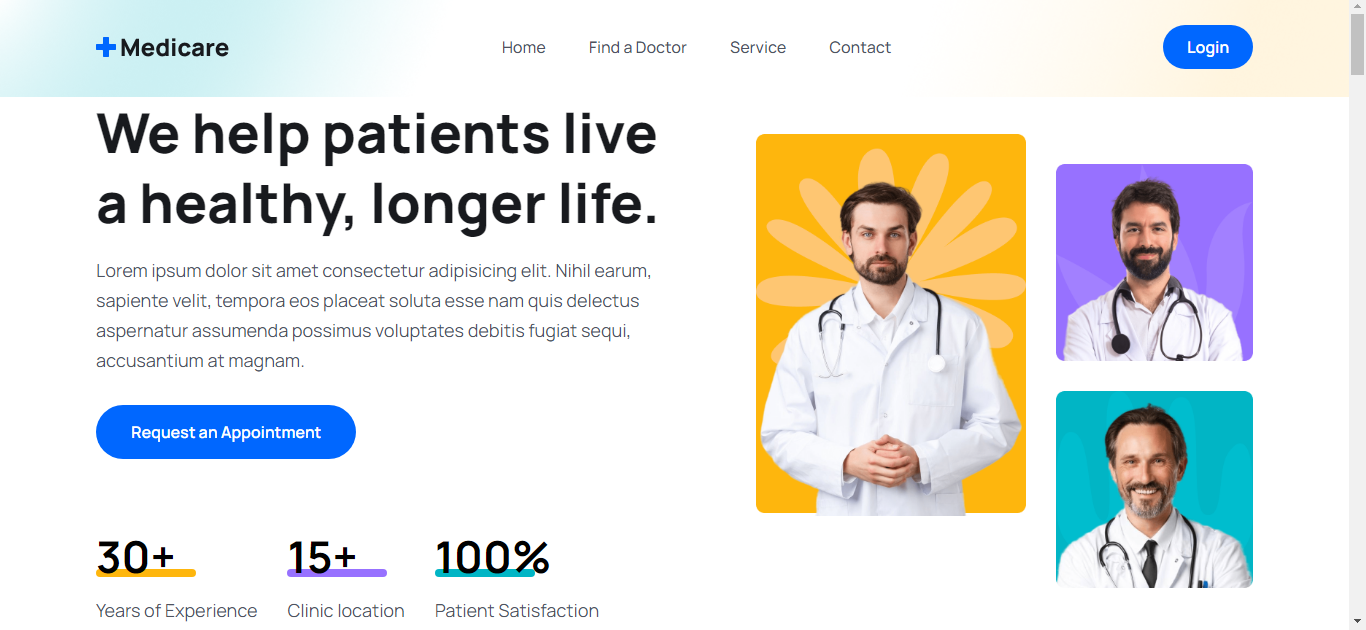 Medicare
Home
Find a Doctor
Service
Contact
Login
We help patients live
a healthy, longer life.
Lorem ipsum dolor sit amet consectetur adipisicing elit. Nihil earum,
sapiente velit, tempora eos placeat soluta esse nam quis delectus
aspernatur assumenda possimus voluptates debitis fugiat sequi,
accusantium at magnam.
Request an Appointment
30+
15+
100%
Years of Experience
Clinic location
Patient Satisfaction